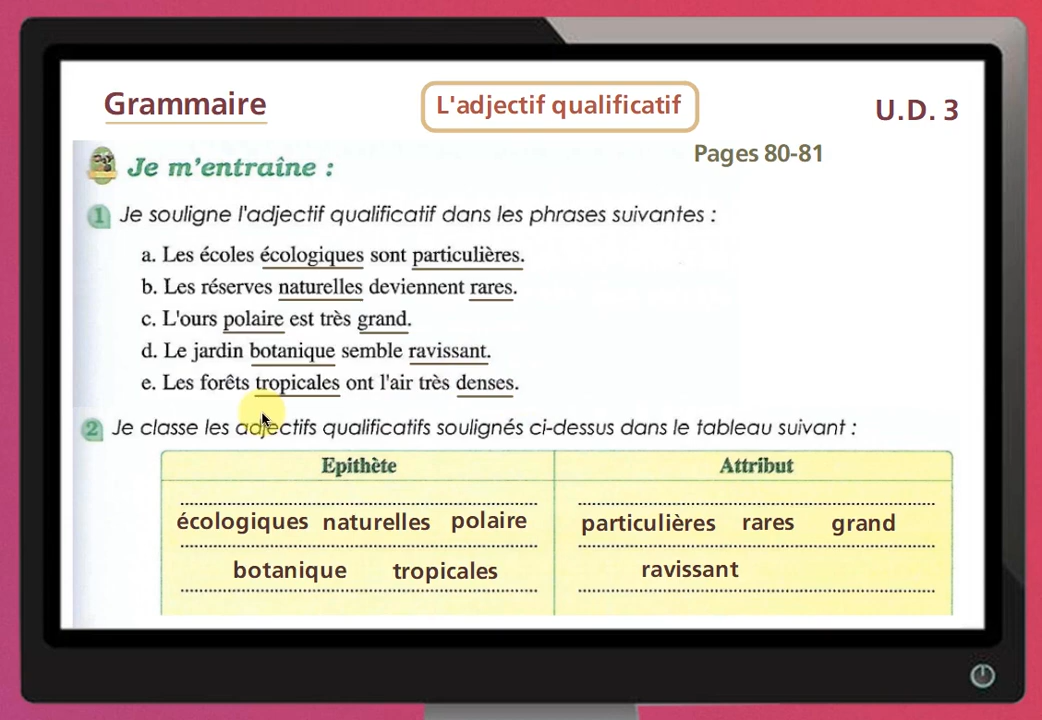 Grammaire
L'adjectif qualificatif
U.D. 3
Pages 80-81
Je m'entraîne :
1 Je souligne l'adjectif qualificatif dans les phrases suivantes :
a. Les écoles écologiques sont particulières.
b. Les réserves naturelles deviennent rares.
c. L'ours polaire est très grand.
d. Le jardin botanique semble ravissant.
e. Les forêts tropicales ont l'air très denses.
2 Je classe les adjectifs qualificatifs soulignés ci-dessus dans le tableau suivant :
Epithète Attribut
écologiques naturelles polaire particulières rares grand
botanique tropicales ravissant